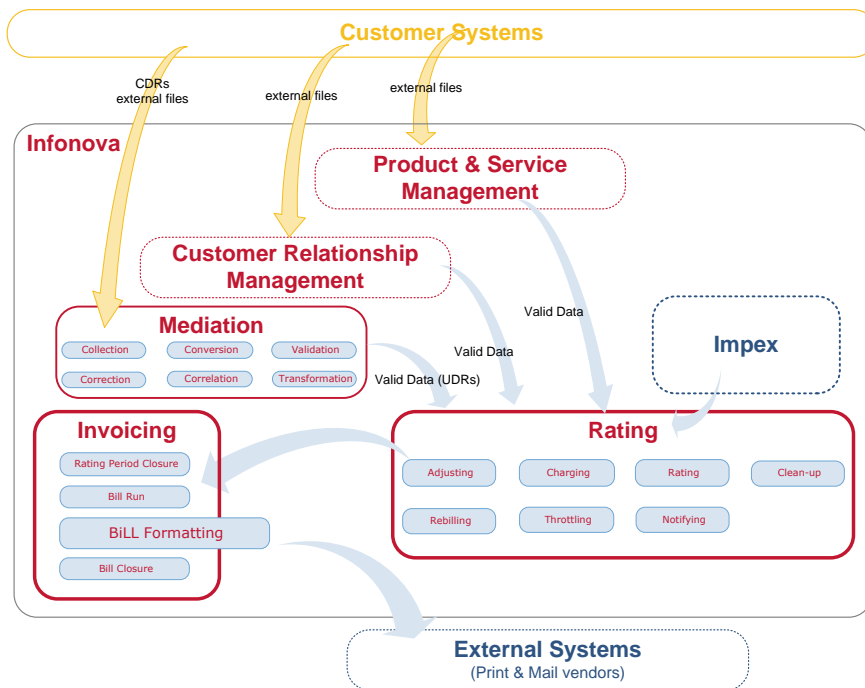 Customer Systems
CDRs
external files
external files
external files
Infonova
Product & Service
Management
Customer Relationship
Management
Valid Data
Mediation
Collection
Conversion
Validation
Correction
Correlation
Transformation
Valid Data
Valid Data (UDRs)
Impex
Invoicing
Rating Period Closure
Bill Run
BiLL Formatting
Bill Closure
Rating
Adjusting
Charging
Rating
Clean-up
Rebilling
Throttling
Notifying
External Systems
(Print & Mail vendors)